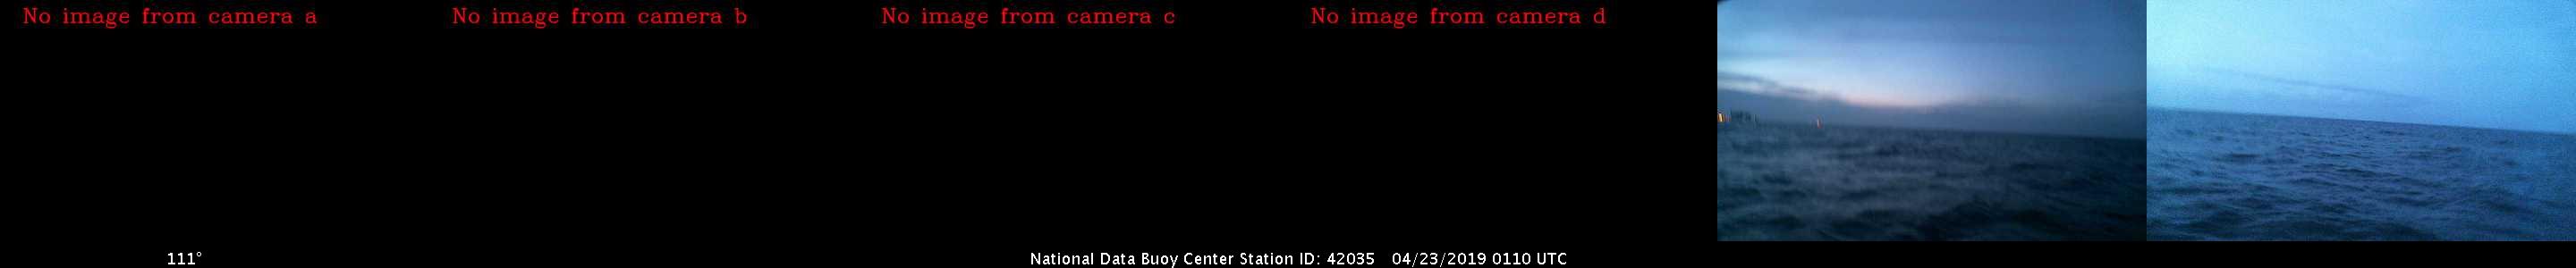 No image from camera a
No image from camera b
No image from camera c
No image from camera d
111°
National Data Buoy Center Station ID: 42035 04/23/2019 0110 UTC